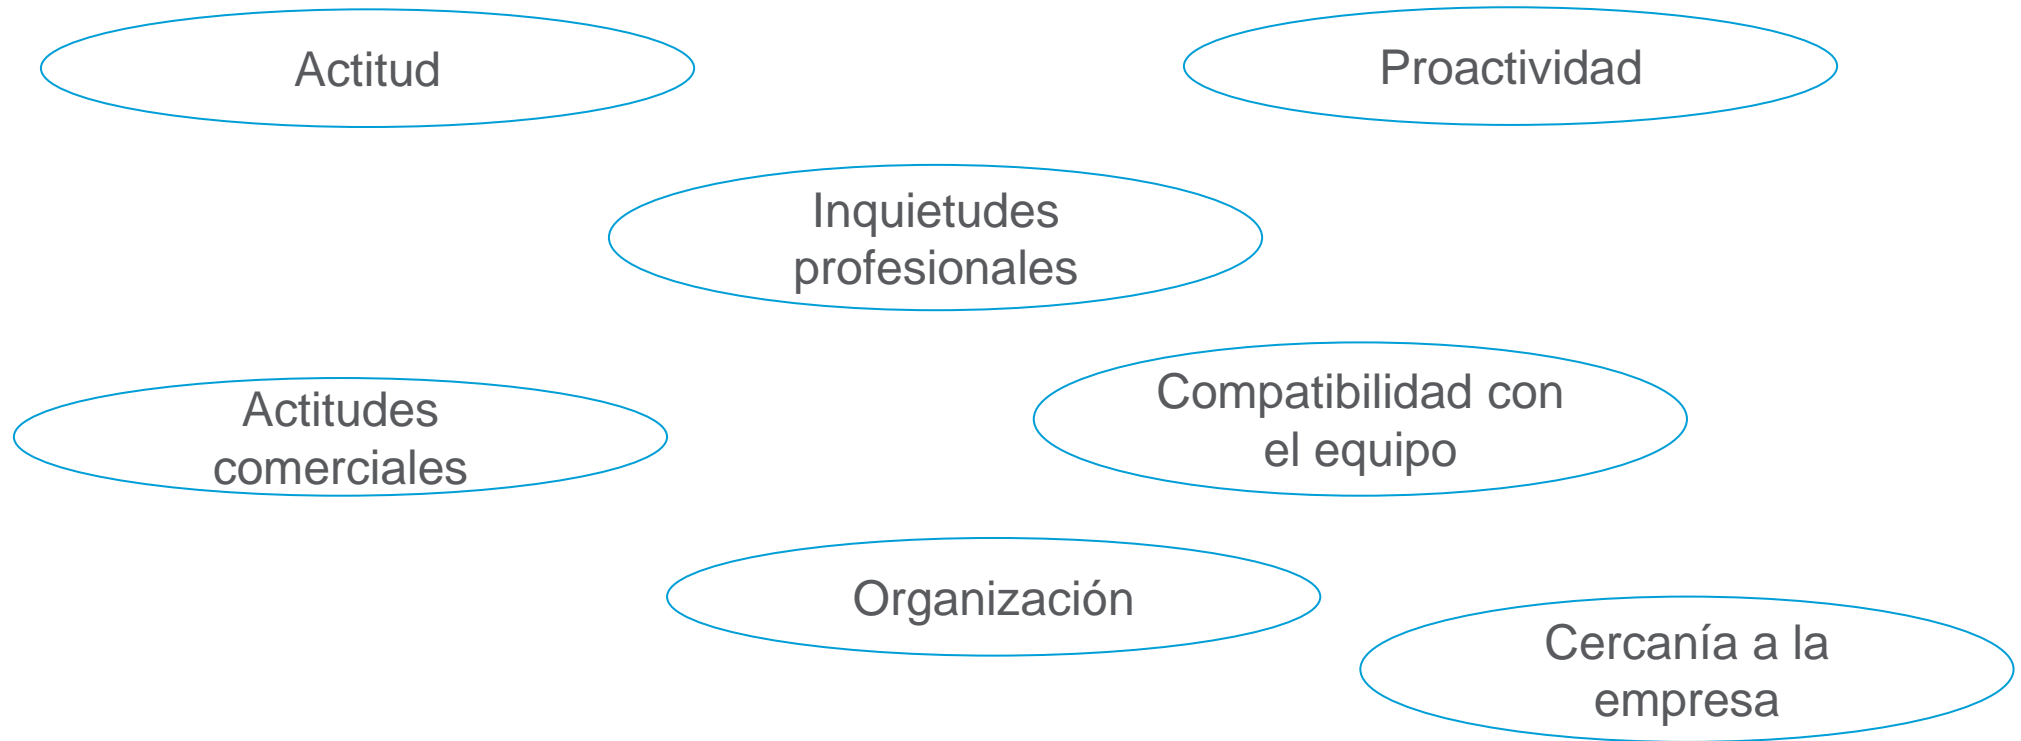 Actitud
Proactividad
Inquietudes
profesionales
Actitudes
comerciales
Compatibilidad con
el equipo
Organización
Cercanía a la
empresa